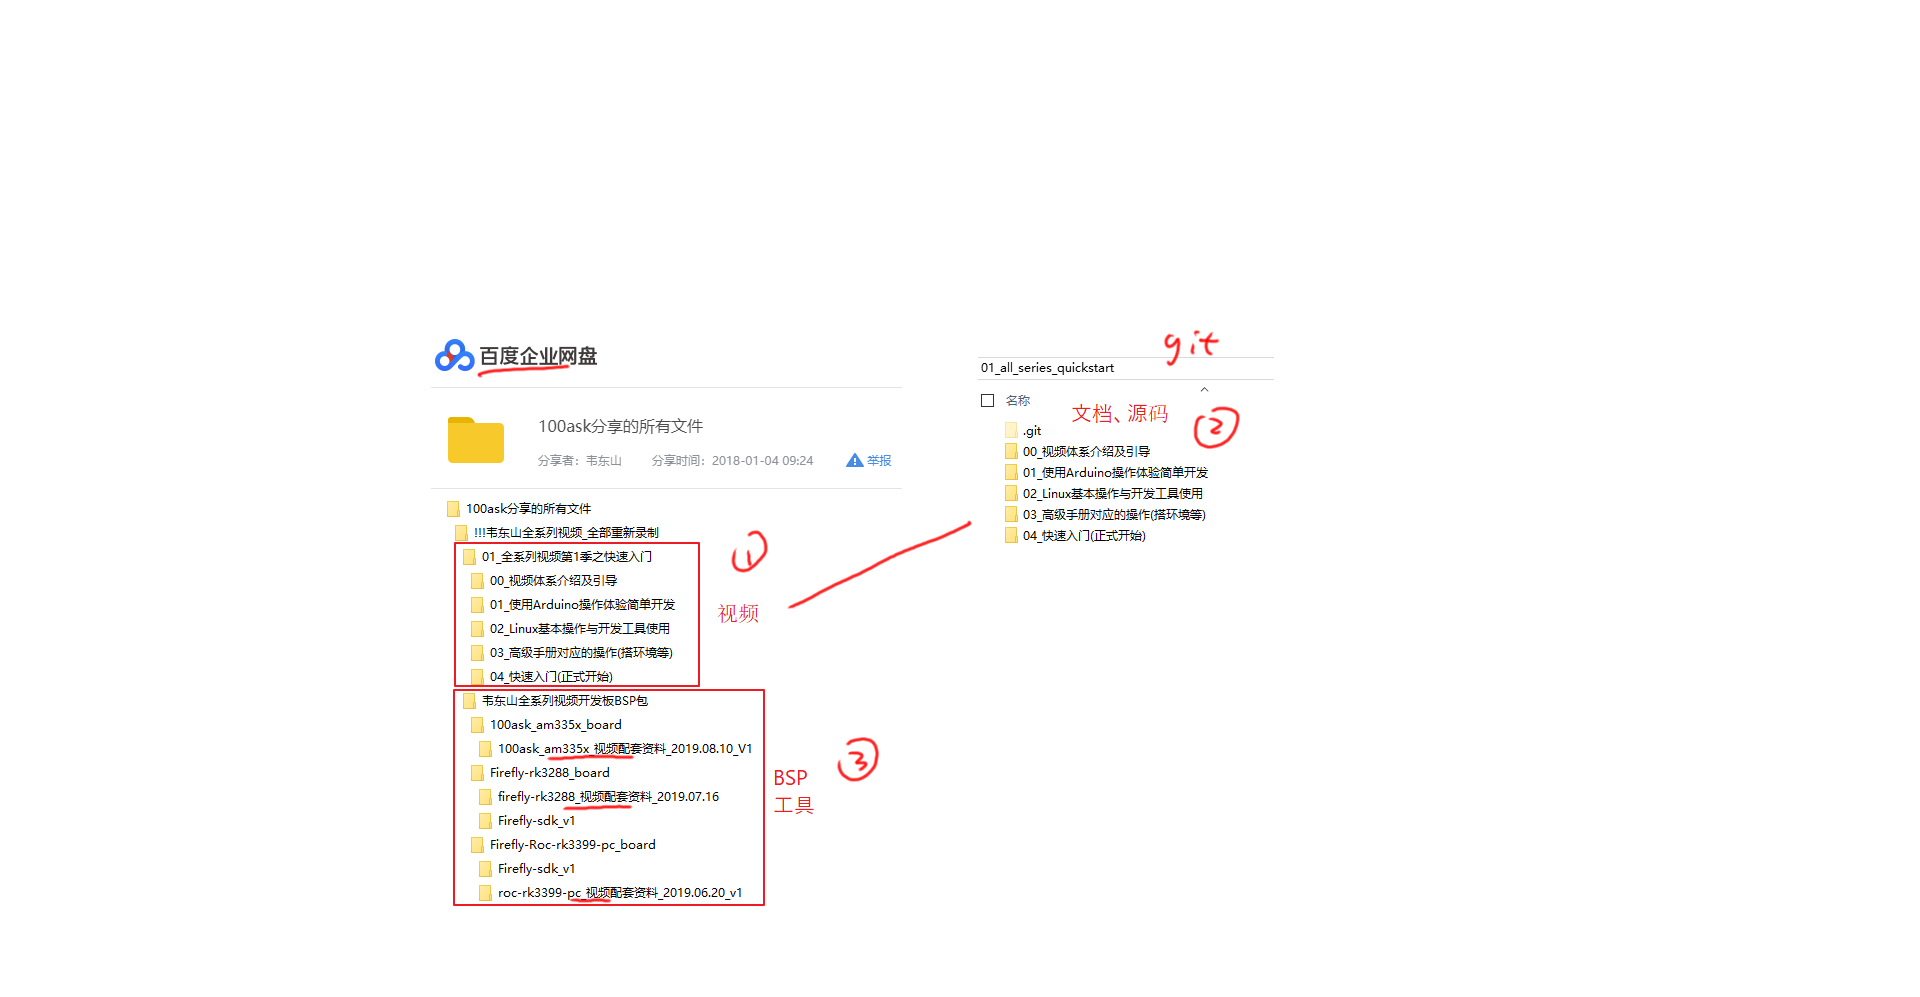 百度企业网盘
100ask分享的所有文件
分享者：韦东山 分享时间：2018-01-04 09:24 举报
100ask分享的所有文件
!!!韦东山全系列视频_全部重新录制
01_全系列视频第1季之快速入门
00_视频体系介绍及引导
01_使用Arduino操作体验简单开发
02_Linux基本操作与开发工具使用
03_高级手册对应的操作(搭环境等)
04_快速入门(正式开始)
① 
视频
韦东山全系列视频开发板BSP包
100ask_am335x_board
100ask_am335x_视频配套资料_2019.08.10_V1
Firefly-rk3288_board
firefly-rk3288_视频配套资料_2019.07.16
Firefly-sdk_v1
Firefly-Roc-rk3399-pc_board
Firefly-sdk_v1
roc-rk3399-pc_视频配套资料_2019.06.20_v1
③
BSP
工具
git
01_all_series_quickstart
名称
文档、源码
②
.git
00_视频体系介绍及引导
01_使用Arduino操作体验简单开发
02_Linux基本操作与开发工具使用
03_高级手册对应的操作(搭环境等)
04_快速入门(正式开始)